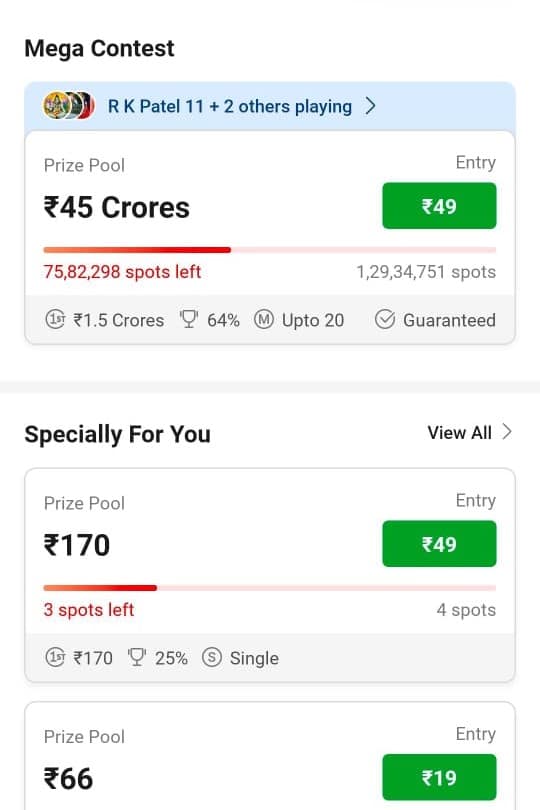 Mega Contest
R K Patel 11 + 2 others playing
Prize Pool
Entry
₹45 Crores
₹49
75,82,298 spots left
1,29,34,751 spots
1ST ₹1.5 Crores 64% M Upto 20 Guaranteed
Specially For You
View All
Prize Pool
Entry
₹170
₹49
3 spots left
4 spots
1ST ₹170 25% S Single
Prize Pool
Entry
₹66
₹19